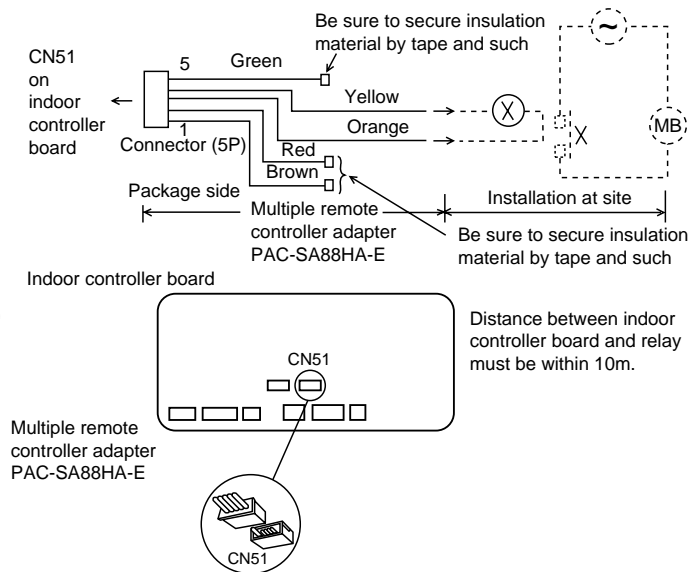 Be sure to secure insulation
material by tape and such
CN51
on
indoor
controller
board
5
Green
Yellow
Orange
X
X
MB
1
Connector (5P)
Red
Brown
Package side
Installation at site
Multiple remote
controller adapter
PAC-SA88HA-E
Be sure to secure insulation
material by tape and such
Indoor controller board
Distance between indoor
controller board and relay
must be within 10m.
CN51
Multiple remote
controller adapter
PAC-SA88HA-E
CN51